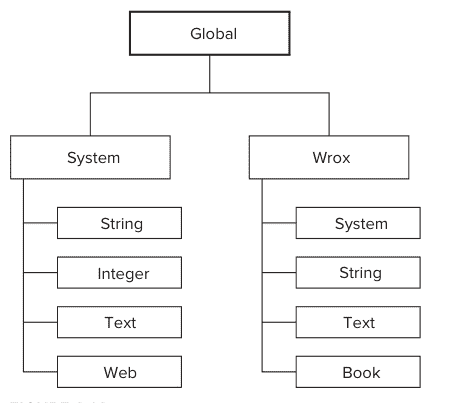 Global
System
Wrox
String
Integer
Text
Web
System
String
Text
Book